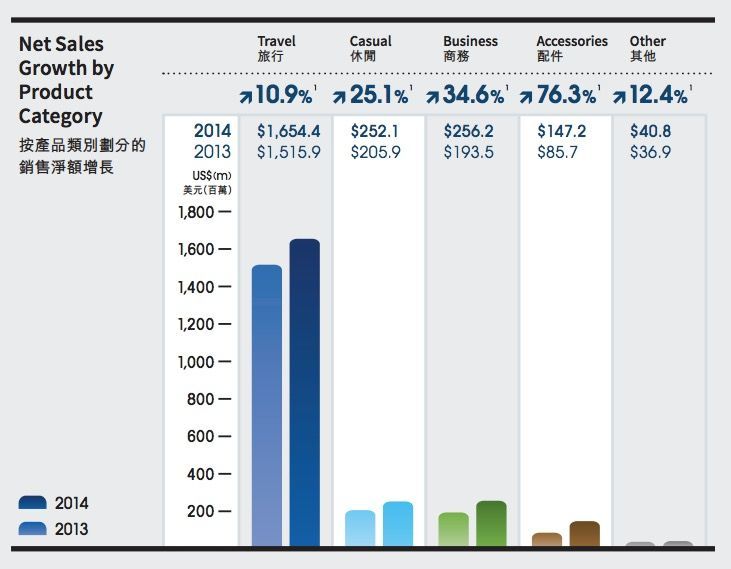 Net Sales
Growth by
Product
Category
按產品類別劃分的
銷售淨額增長
Travel Casual Business Accessories Other
旅行 休閒 商務 配件 其他
10.9%¹ 25.1%¹ 34.6%¹ 76.3%¹ 12.4%¹
2014 $1,654.4 $252.1 $256.2 $147.2 $40.8
2013 $1,515.9 $205.9 $193.5 $85.7 $36.9
US$(m)
美元(百萬)
1,800
1,600
1,400
1,200
1,000
800
600
400
200
2014
2013